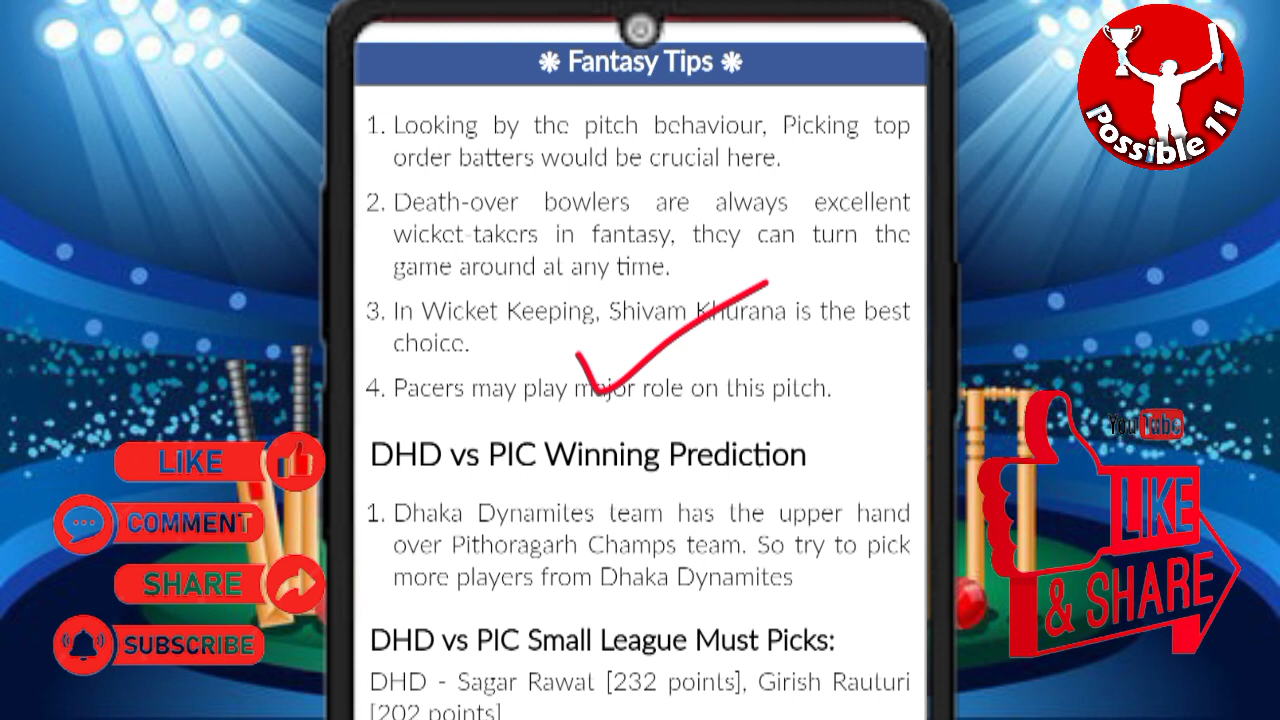 ❋ Fantasy Tips ❋
1. Looking by the pitch behaviour, Picking top
order batters would be crucial here.
2. Death-over bowlers are always excellent
wicket-takers in fantasy, they can turn the
game around at any time.
3. In Wicket Keeping, Shivam Khurana is the best
choice.
4. Pacers may play major role on this pitch.
DHD vs PIC Winning Prediction
1. Dhaka Dynamites team has the upper hand
over Pithoragarh Champs team. So try to pick
more players from Dhaka Dynamites
DHD vs PIC Small League Must Picks:
DHD - Sagar Rawat [232 points], Girish Rauturi
[202 points]
Possible 11
LIKE
COMMENT
SHARE
SUBSCRIBE
YouTube
LIKE
& SHARE